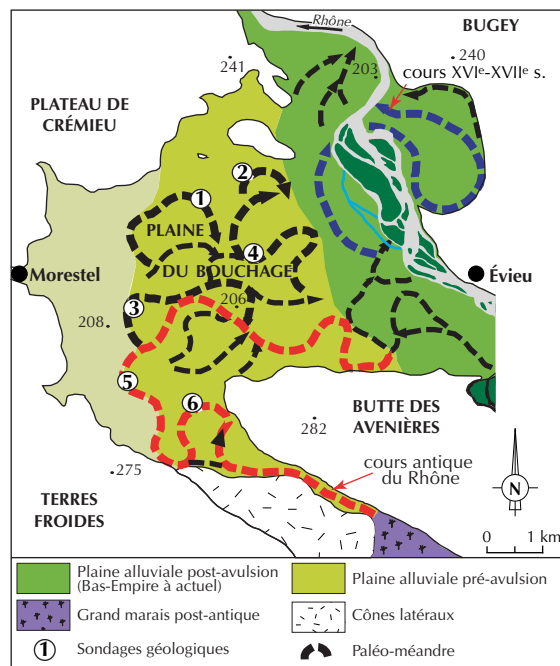 Rhône
BUGEY
241
203
240
cours XVIᵉ-XVIIᵉ s.
PLATEAU DE
CRÉMIEU
2
1
PLAINE
4
DU BOUCHAGE
Morestel
Évieu
206
3
208
5
6
BUTTE DES
AVENIÈRES
282
275
cours antique
du Rhône
TERRES
FROIDES
N
0 1 km
Plaine alluviale post-avulsion
(Bas-Empire à actuel)
Plaine alluviale pré-avulsion
Grand marais post-antique
Cônes latéraux
1 Sondages géologiques
Paléo-méandre